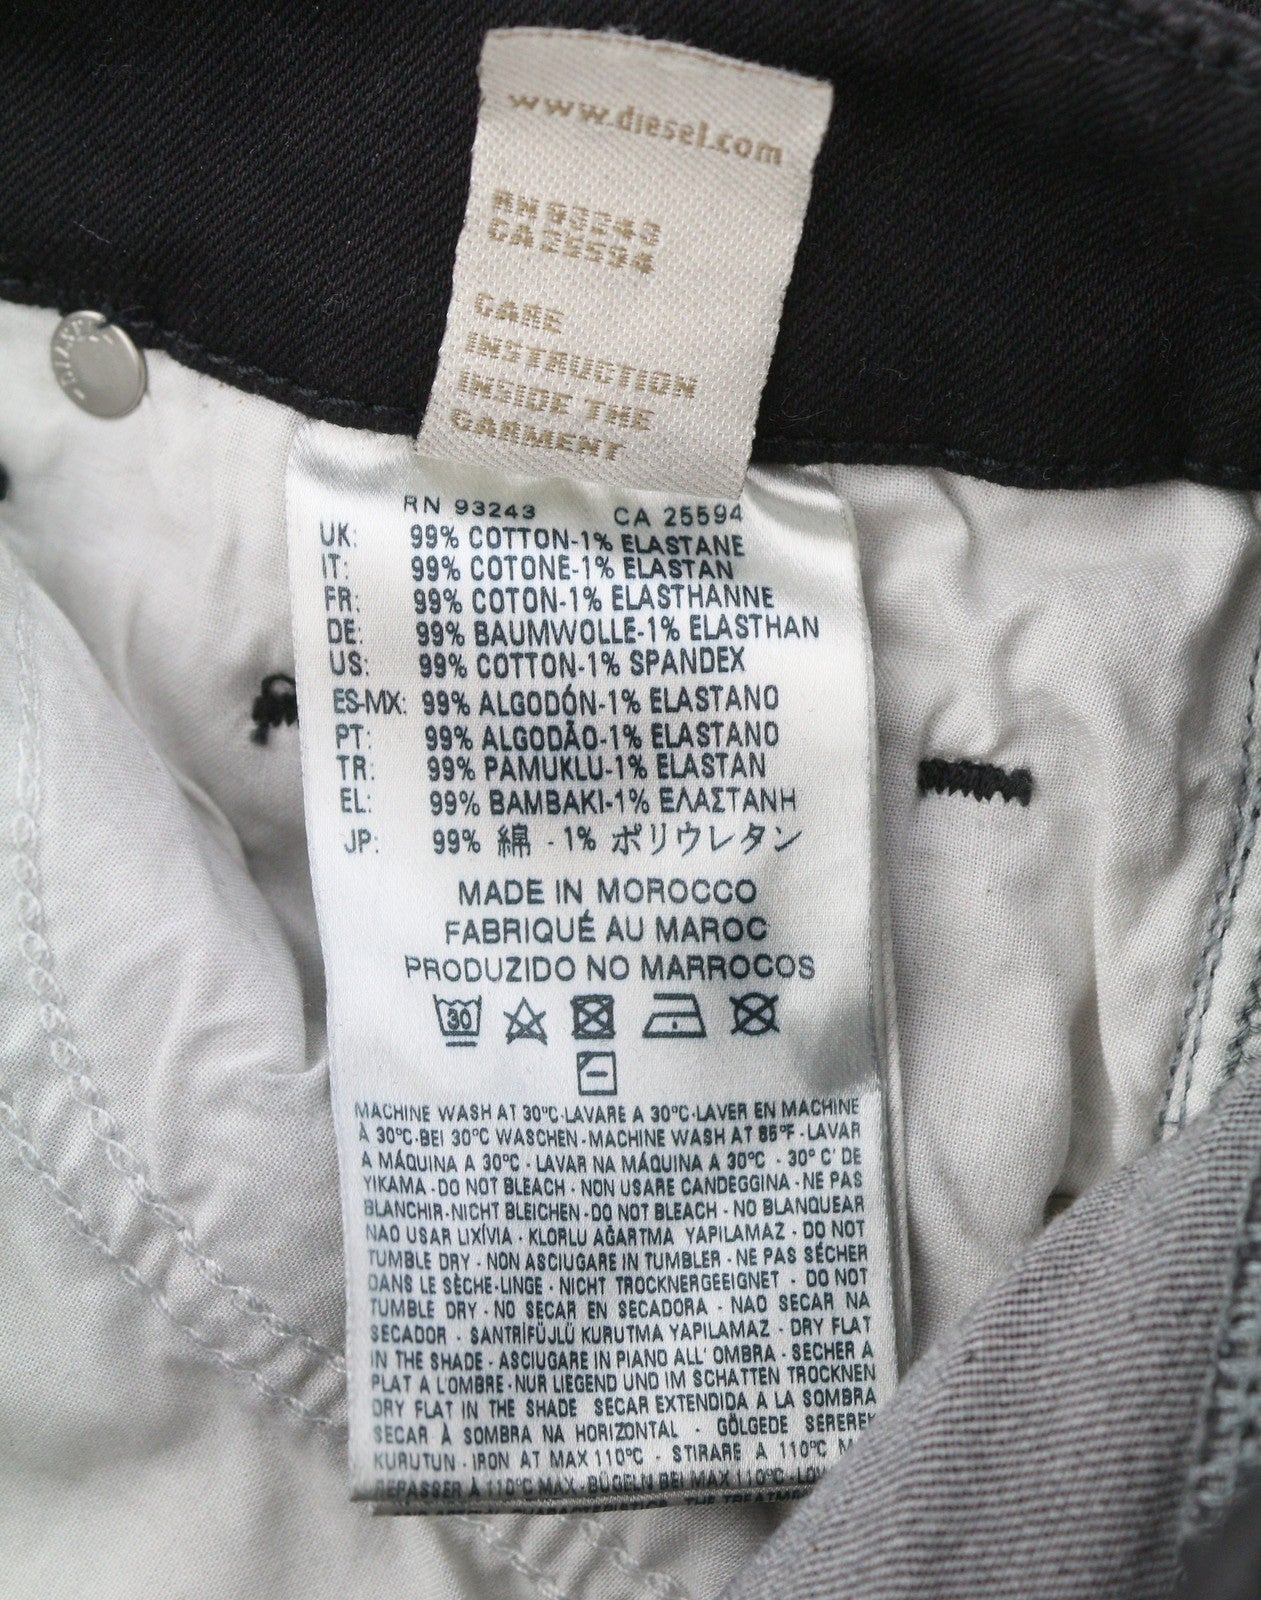 www.diesel.com
RN 93243
CA 25594
CARE
INSTRUCTION
INSIDE THE
GARMENT
RN 93243 CA 25594
UK: 99% COTTON-1% ELASTANE
IT: 99% COTONE-1% ELASTAN
FR: 99% COTON-1% ELASTHANNE
DE: 99% BAUMWOLLE-1% ELASTHAN
US: 99% COTTON-1% SPANDEX
ES-MX: 99% ALGODÓN-1% ELASTANO
PT: 99% ALGODÃO-1% ELASTANO
TR: 99% PAMUKLU-1% ELASTAN
EL: 99% BAMBAKI-1% ΕΛΑΣΤΑΝΗ
JP: 99% 綿 - 1% ポリウレタン
MADE IN MOROCCO
FABRIQUÉ AU MAROC
PRODUZIDO NO MARROCOS
30
MACHINE WASH AT 30°C-LAVARE A 30°C-LAVER EN MACHINE
À 30°C-BEI 30°C WASCHEN-MACHINE WASH AT 85°F-LAVAR
A MÁQUINA A 30°C - LAVAR NA MÁQUINA A 30°C - 30° C' DE
YIKAMA -DO NOT BLEACH - NON USARE CANDEGGINA -NE PAS
BLANCHIR-NICHT BLEICHEN-DO NOT BLEACH - NO BLANQUEAR
NAO USAR LIXÍVIA - KLORLU AĞARTMA YAPILAMAZ - DO NOT
TUMBLE DRY - NON ASCIUGARE IN TUMBLER - NE PAS SÉCHER
DANS LE SÈCHE-LINGE - NICHT TROCKNERGEEIGNET - DO NOT
TUMBLE DRY - NO SECAR EN SECADORA - NAO SECAR NA
SECADOR - SANTRİFÜJLÜ KURUTMA YAPILAMAZ - DRY FLAT
IN THE SHADE - ASCIUGARE IN PIANO ALL' OMBRA - SECHER A
PLAT A L'OMBRE-NUR LIEGEND UND IM SCHATTEN TROCKNEN
DRY FLAT IN THE SHADE SECAR EXTENDIDA A LA SOMBRA
SECAR À SOMBRA NA HORIZONTAL - GÖLGEDE SEREREK
KURUTUN - IRON AT MAX 110°C - STIRARE A 110°C M
REPASSER À 110°C MAX -BÜGELN BEI MAX 110°C-
CHARACTERISTICS THE